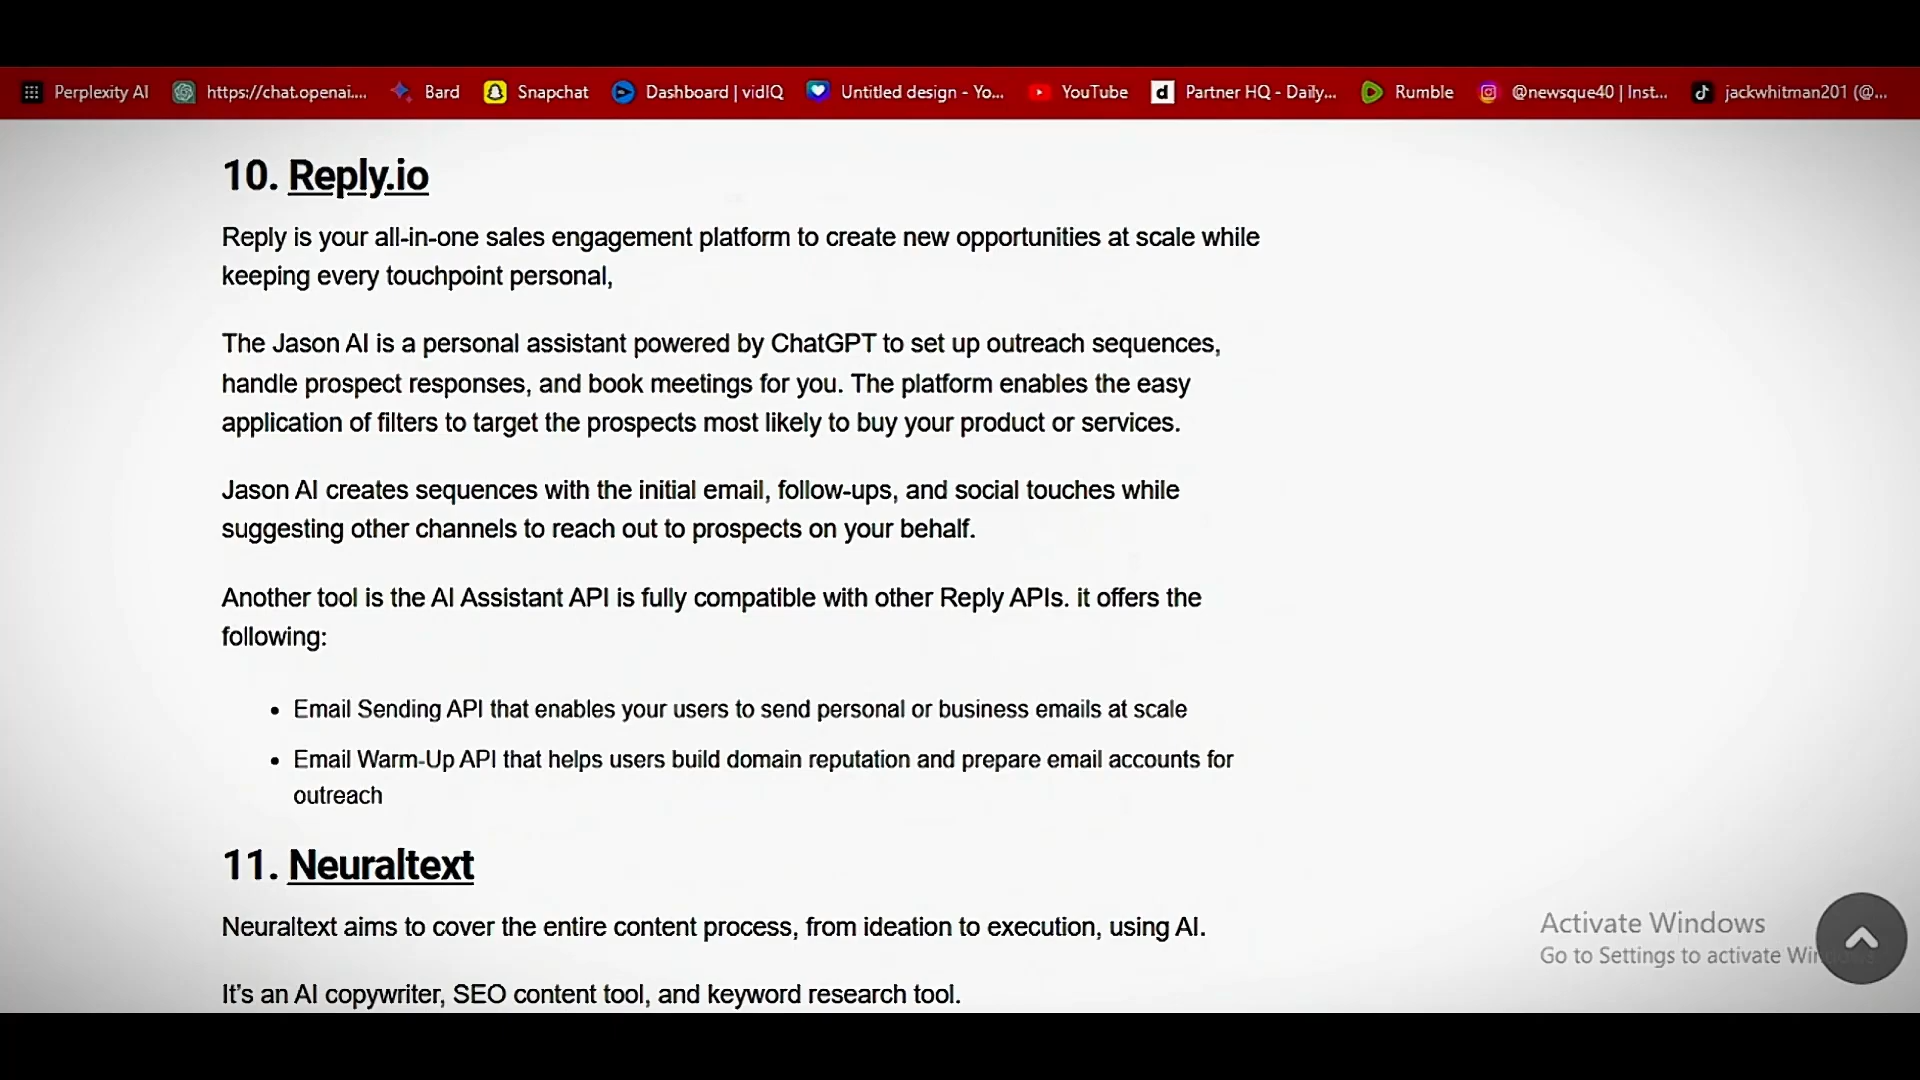 Perplexity AI https://chat.openai.... Bard Snapchat Dashboard | vidIQ Untitled design - Yo... YouTube Partner HQ - Daily... Rumble @newsque40 | Inst... jackwhitman201 (@...
10. Reply.io
Reply is your all-in-one sales engagement platform to create new opportunities at scale while
keeping every touchpoint personal,
The Jason AI is a personal assistant powered by ChatGPT to set up outreach sequences,
handle prospect responses, and book meetings for you. The platform enables the easy
application of filters to target the prospects most likely to buy your product or services.
Jason AI creates sequences with the initial email, follow-ups, and social touches while
suggesting other channels to reach out to prospects on your behalf.
Another tool is the AI Assistant API is fully compatible with other Reply APIs. it offers the
following:
• Email Sending API that enables your users to send personal or business emails at scale
• Email Warm-Up API that helps users build domain reputation and prepare email accounts for
outreach
11. Neuraltext
Neuraltext aims to cover the entire content process, from ideation to execution, using AI.
It’s an AI copywriter, SEO content tool, and keyword research tool.
Activate Windows
Go to Settings to activate